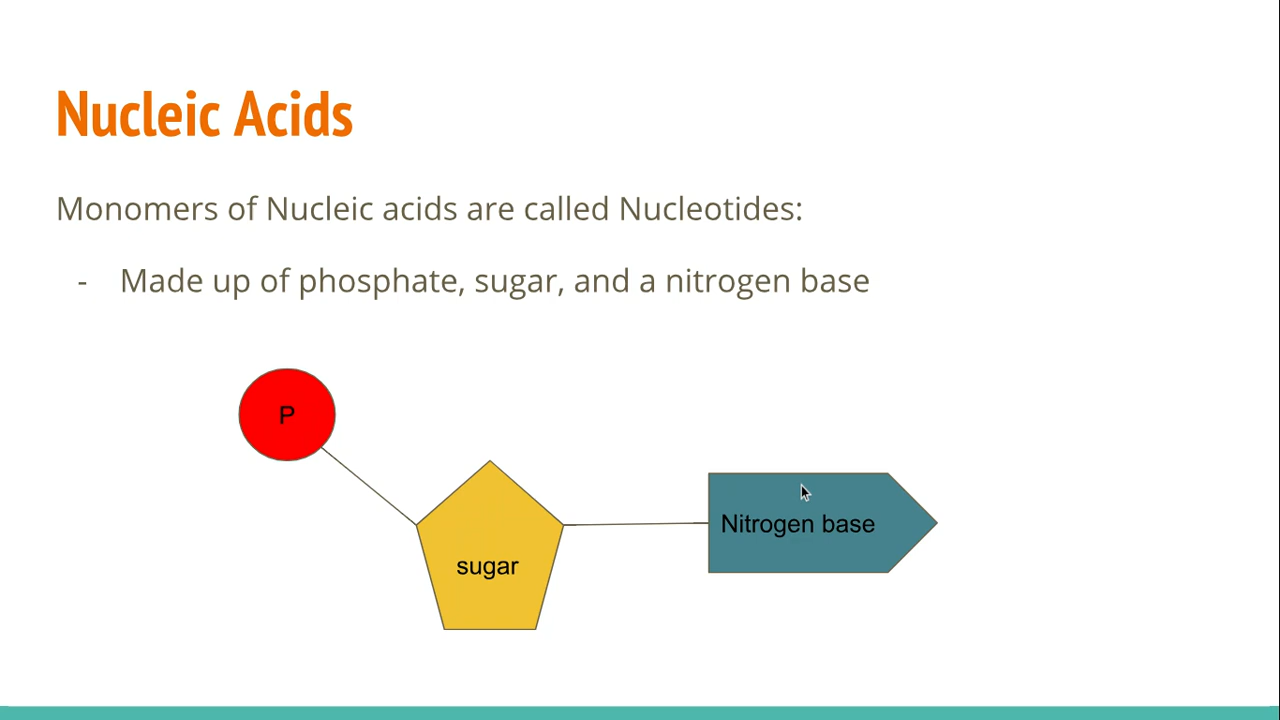 Nucleic Acids
Monomers of Nucleic acids are called Nucleotides:
- Made up of phosphate, sugar, and a nitrogen base
P
sugar
Nitrogen base